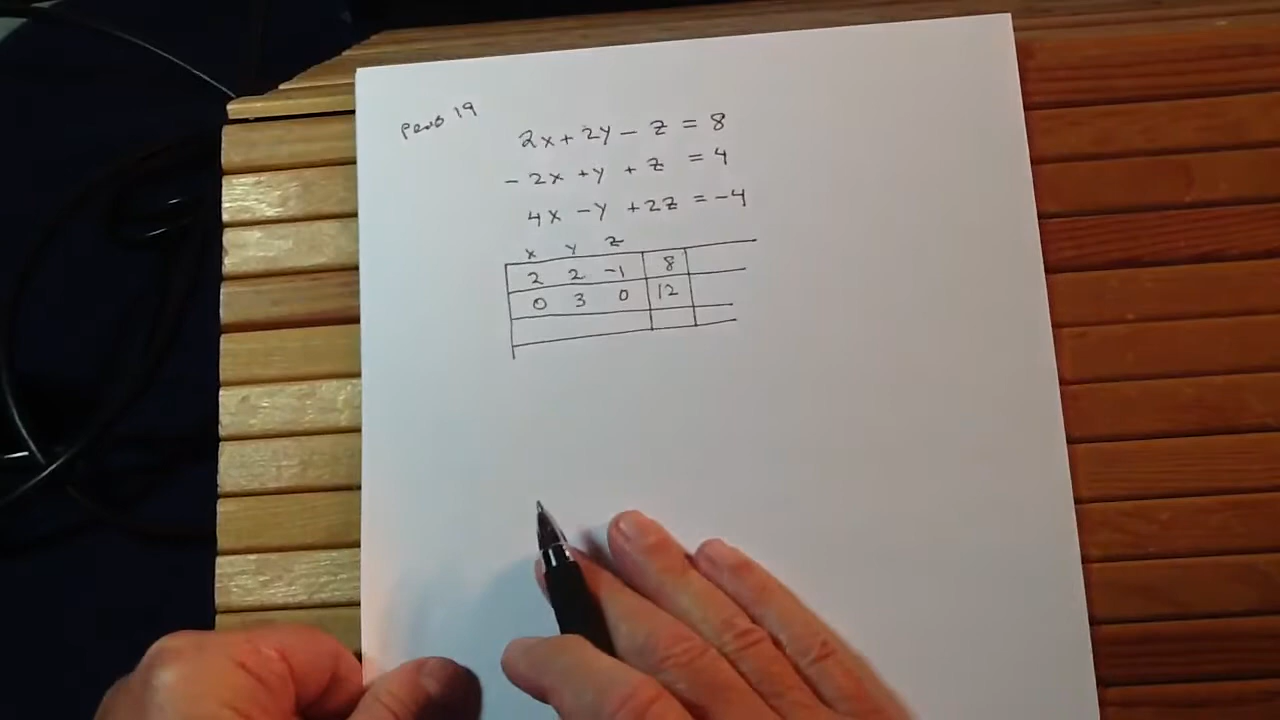 Prob 19
2x + 2y - z = 8
- 2x + y + z = 4
4x - y + 2z = -4
x y z
2 2 -1 8
0 3 0 12